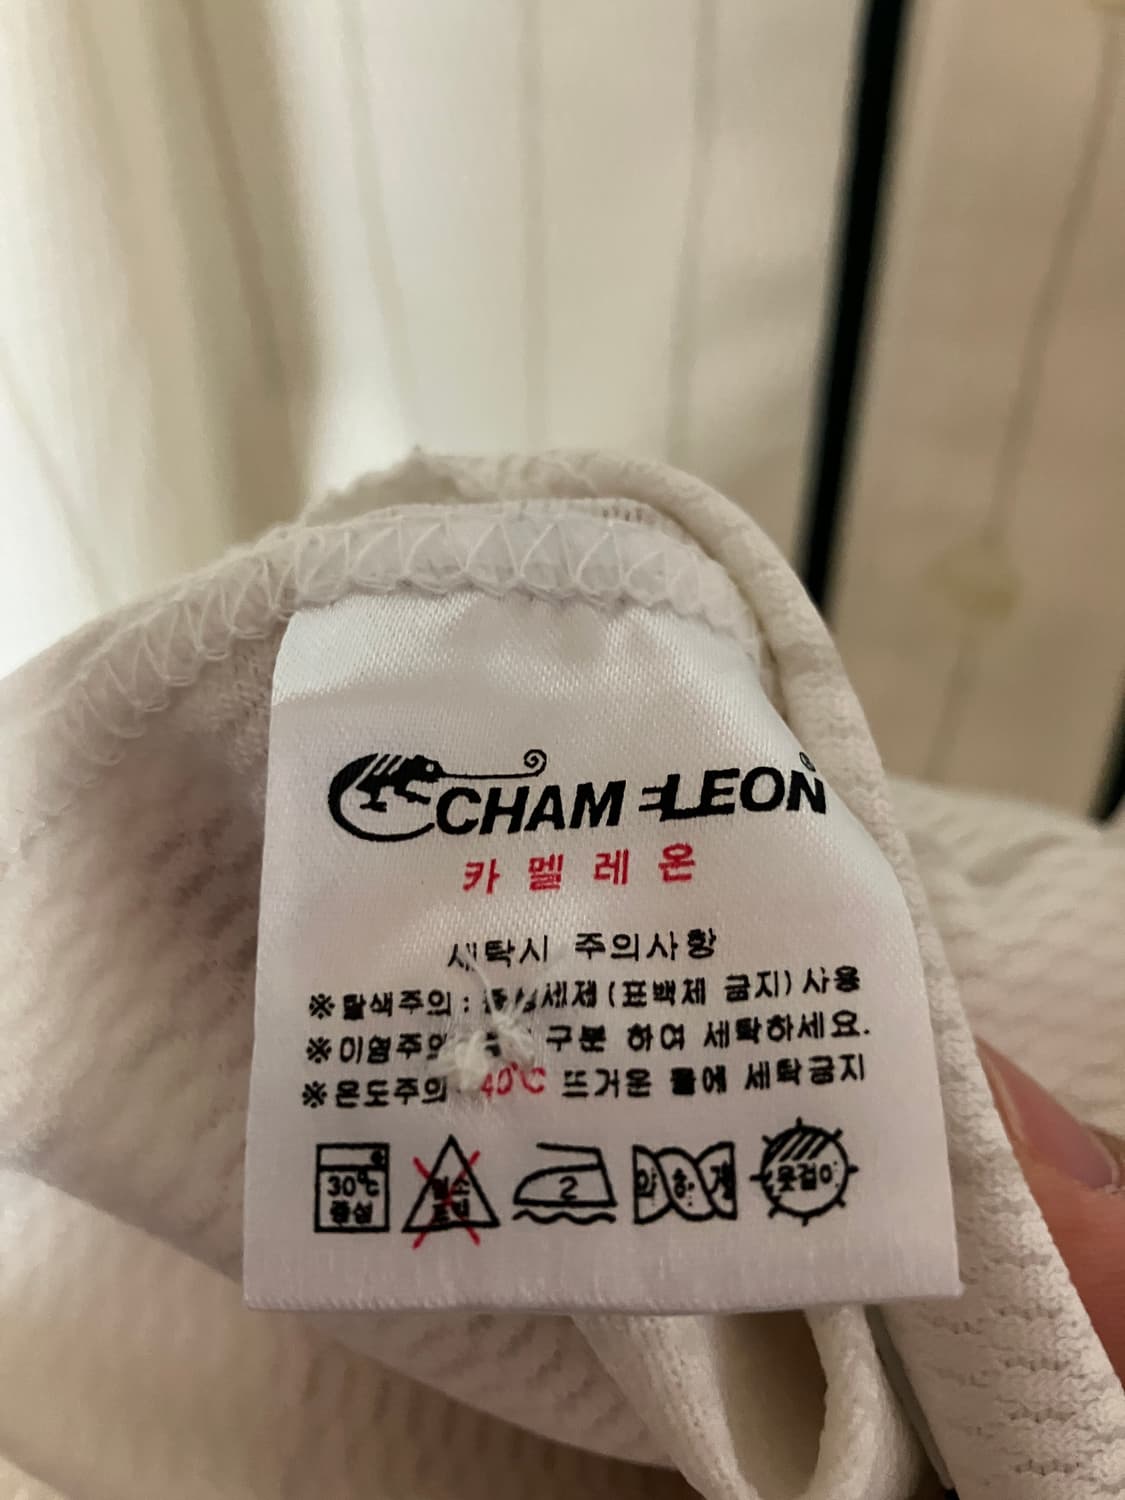 CHAMELEON®
카멜레온
세탁시 주의사항
※탈색주의 : 중성세제 (표백제 금지) 사용
※이염주의 구분 하여 세탁하세요.
※온도주의 40℃ 뜨거운 물에 세탁금지
30℃ 중성 염소 표백 2 약하게 옷걸이